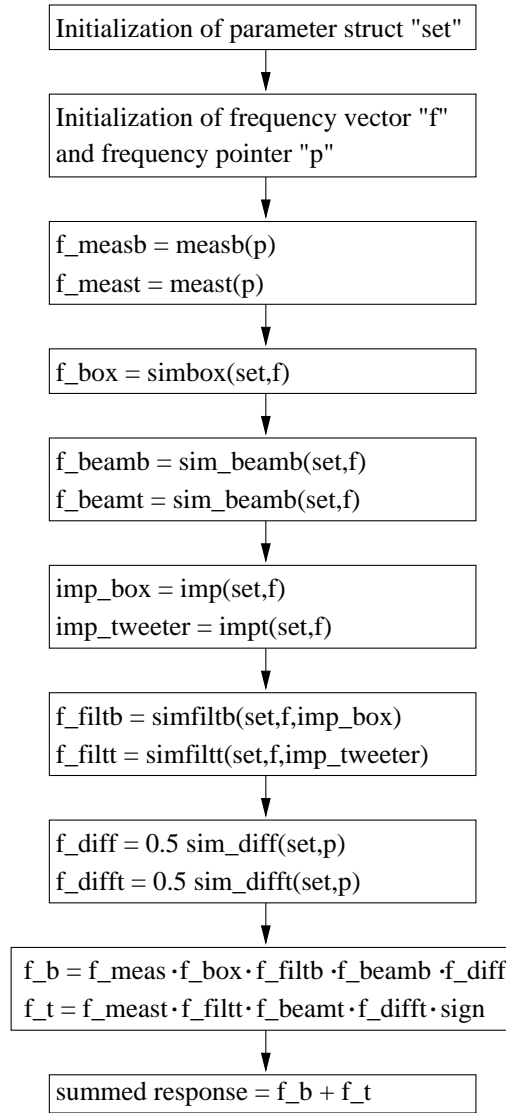 Initialization of parameter struct "set"
Initialization of frequency vector "f"
and frequency pointer "p"
f_measb = measb(p)
f_meast = meast(p)
f_box = simbox(set,f)
f_beamb = sim_beamb(set,f)
f_beamt = sim_beamb(set,f)
imp_box = imp(set,f)
imp_tweeter = impt(set,f)
f_filtb = simfiltb(set,f,imp_box)
f_filtt = simfiltt(set,f,imp_tweeter)
f_diff = 0.5 sim_diff(set,p)
f_difft = 0.5 sim_difft(set,p)
f_b = f_meas·f_box·f_filtb·f_beamb·f_diff
f_t = f_meast·f_filtt·f_beamt·f_difft·sign
summed response = f_b + f_t